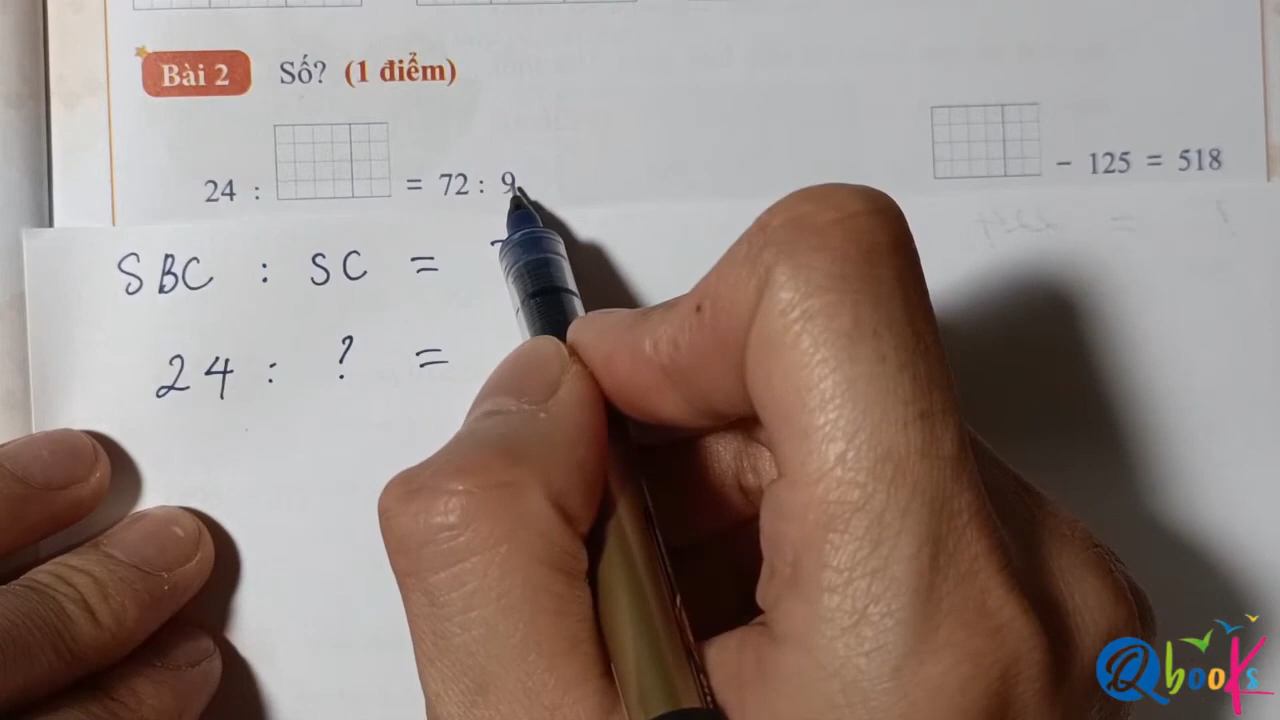 Bài 2 Số? (1 điểm)
24 : = 72 : 9
- 125 = 518
SBC : SC =
24 : ? =
Qbooks